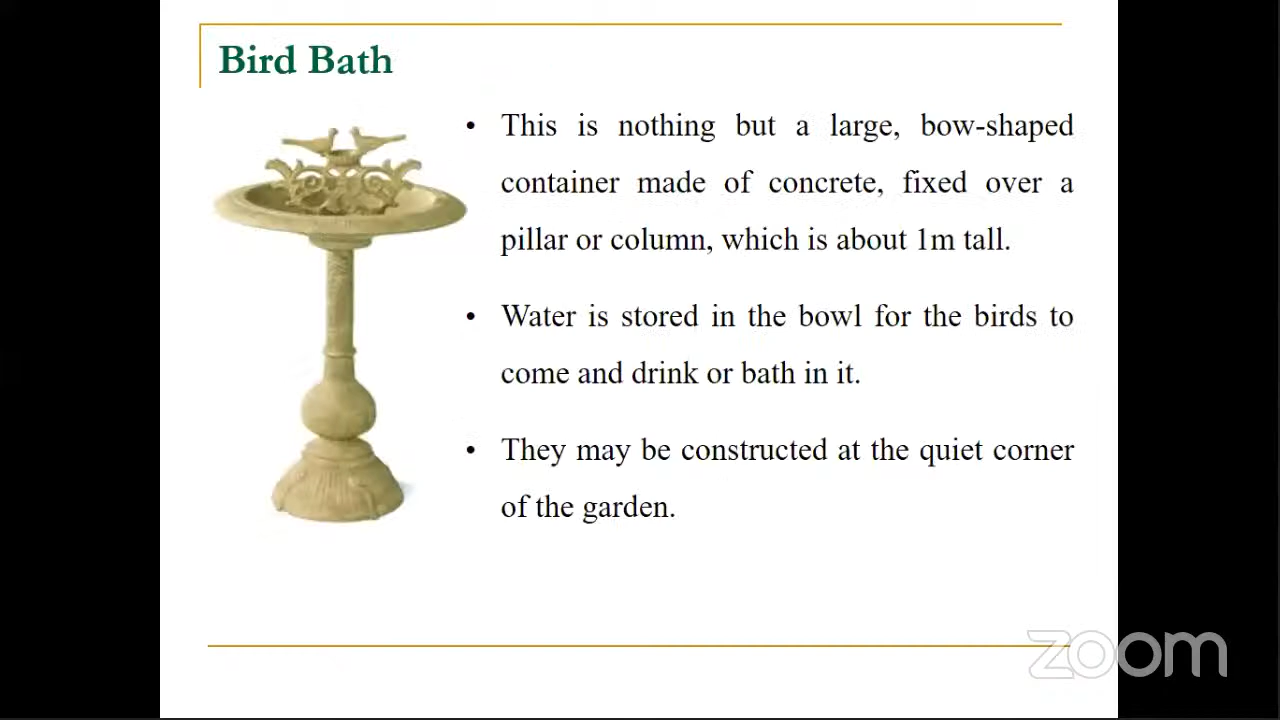 Bird Bath
• This is nothing but a large, bow-shaped
container made of concrete, fixed over a
pillar or column, which is about 1m tall.
• Water is stored in the bowl for the birds to
come and drink or bath in it.
• They may be constructed at the quiet corner
of the garden.
zoom